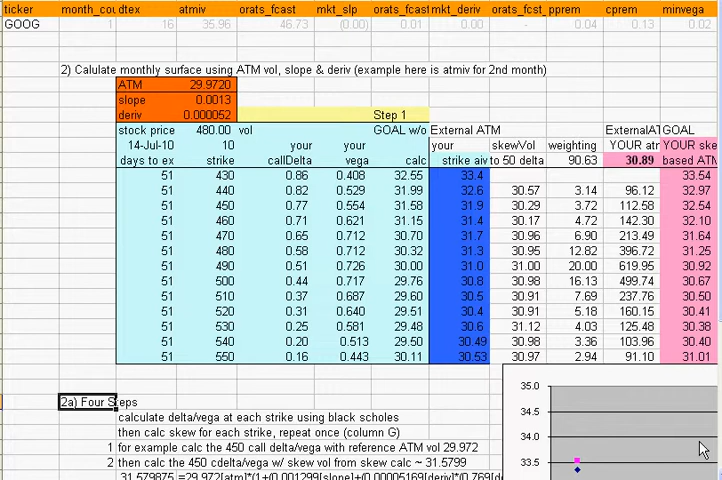 ticker month_cou dtex atmiv orats_fcast mkt_slp orats_fcast mkt_deriv orats_fcst_ pprem cprem minvega
GOOG 1 16 35.96 46.73 (0.00) 0.01 0.00 - 0.04 0.13 0.02
2) Calulate monthly surface using ATM vol, slope & deriv (example here is atmiv for 2nd month)
ATM 29.9720
slope 0.0013
deriv 0.000052 Step 1
stock price 480.00 vol GOAL w/o External ATM ExternalAT GOAL
14-Jul-10 10 your your your skewVol weighting YOUR atm YOUR ske
days to ex strike callDelta vega calc strike aiv to 50 delta 90.63 30.89 based ATM
51 430 0.86 0.408 32.55 33.4 33.54
51 440 0.82 0.529 31.99 32.6 30.57 3.14 96.12 32.97
51 450 0.77 0.554 31.58 31.9 30.29 3.72 112.58 32.54
51 460 0.71 0.621 31.15 31.4 30.17 4.72 142.30 32.10
51 470 0.65 0.712 30.70 31.7 30.96 6.90 213.49 31.64
51 480 0.58 0.712 30.32 31.3 30.95 12.82 396.72 31.25
51 490 0.51 0.726 30.00 31.0 31.00 20.00 619.95 30.92
51 500 0.44 0.717 29.76 30.8 30.98 16.13 499.74 30.67
51 510 0.37 0.687 29.60 30.5 30.91 7.69 237.76 30.50
51 520 0.31 0.640 29.51 30.4 30.91 5.18 160.15 30.41
51 530 0.25 0.581 29.48 30.6 31.12 4.03 125.48 30.38
51 540 0.20 0.513 29.50 30.49 30.98 3.36 103.96 30.40
51 550 0.16 0.443 30.11 30.53 30.97 2.94 91.10 31.01
2a) Four Steps
calculate delta/vega at each strike using black scholes
then calc skew for each strike, repeat once (column G)
1 for example calc the 450 call delta/vega with reference ATM vol 29.972
2 then calc the 450 cdelta/vega w/ skew vol from skew calc ~ 31.5799
31.579875 =29.972[atm]*(1+(0.001299[slope]+(0.00005169[deriv]*(0.769[de
35.0
34.5
34.0
33.5